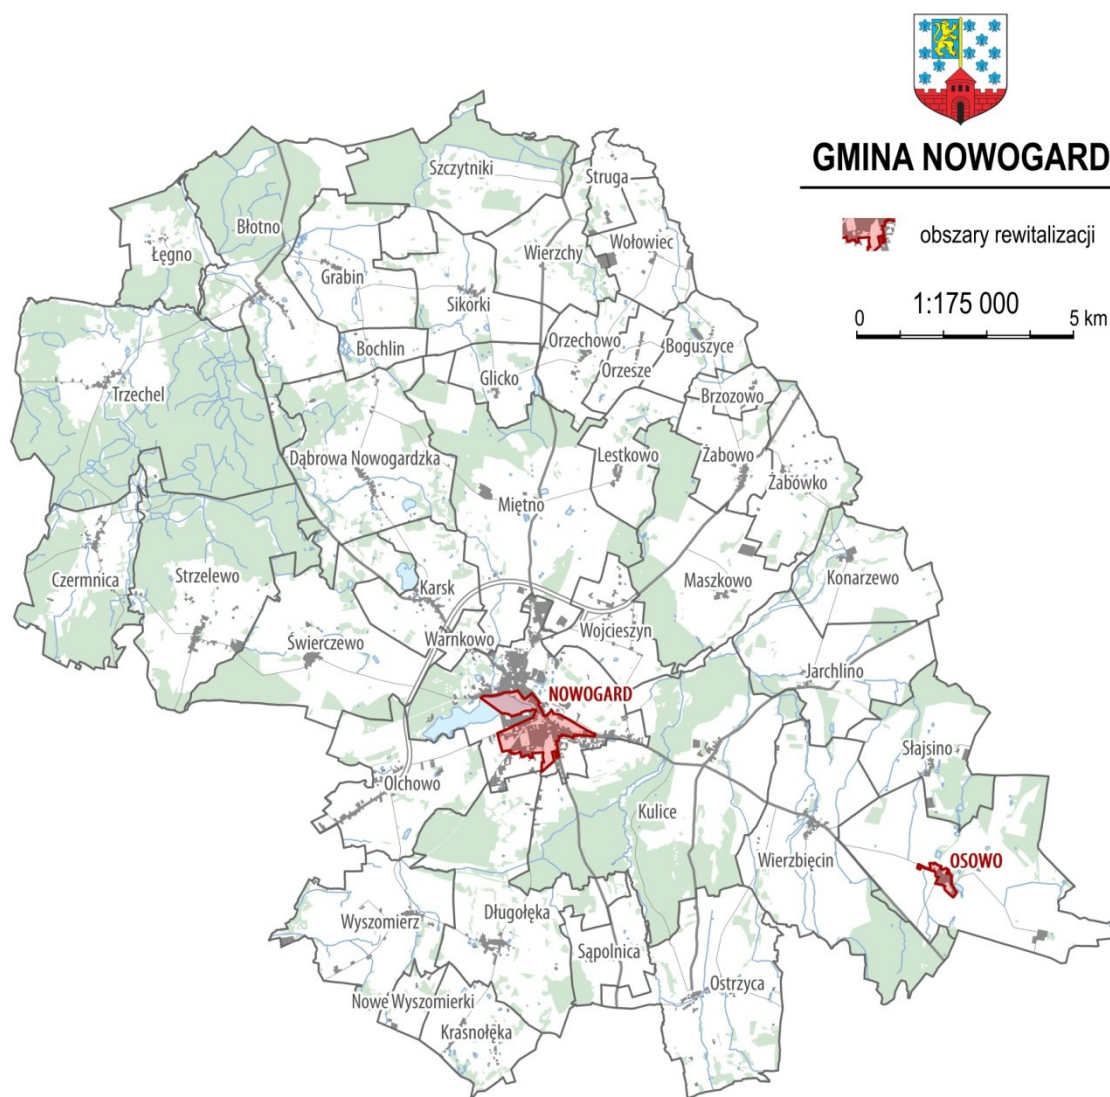 GMINA NOWOGARD
obszary rewitalizacji
1:175 000
0 5 km
Szczytniki
Struga
Błotno
Łęgno
Wierzchy
Wołowiec
Grabin
Sikorki
Bochlin
Orzechowo
Boguszyce
Orzesze
Glicko
Trzechel
Brzozowo
Dąbrowa Nowogardzka
Lestkowo
Żabowo
Żabówko
Miętno
Czermnica
Strzelewo
Karsk
Maszkowo
Konarzewo
Świerczewo
Warnkowo
Wojcieszyn
Jarchlino
NOWOGARD
Słajsino
Olchowo
Kulice
Wierzbięcin
OSOWO
Wyszomierz
Długołęka
Sąpolnica
Ostrzyca
Nowe Wyszomierki
Krasnołęka